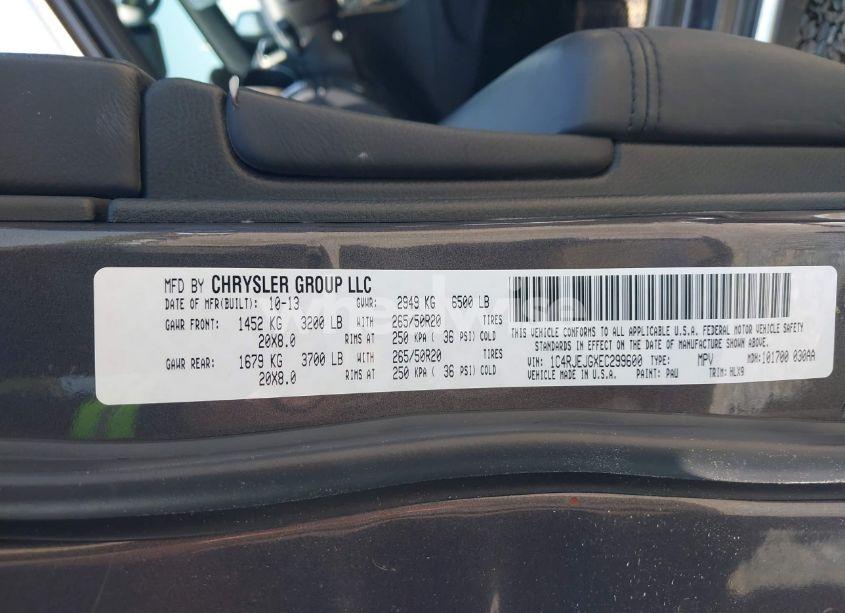 MFD BY CHRYSLER GROUP LLC
DATE OF MFR(BUILT): 10-13 GVWR: 2949 KG 6500 LB
GAWR FRONT: 1452 KG 3200 LB WITH 265/50R20 TIRES
20X8.0 RIMS AT 250 KPA ( 36 PSI) COLD
GAWR REAR: 1679 KG 3700 LB WITH 265/50R20 TIRES
20X8.0 RIMS AT 250 KPA ( 36 PSI) COLD
THIS VEHICLE CONFORMS TO ALL APPLICABLE U.S.A. FEDERAL MOTOR VEHICLE SAFETY
STANDARDS IN EFFECT ON THE DATE OF MANUFACTURE SHOWN ABOVE.
VIN: 1C4RJEJGXEC299600 TYPE: MPV MDH: 101700 030AA
VEHICLE MADE IN U.S.A. PAINT: PAU TRIM: HLX9